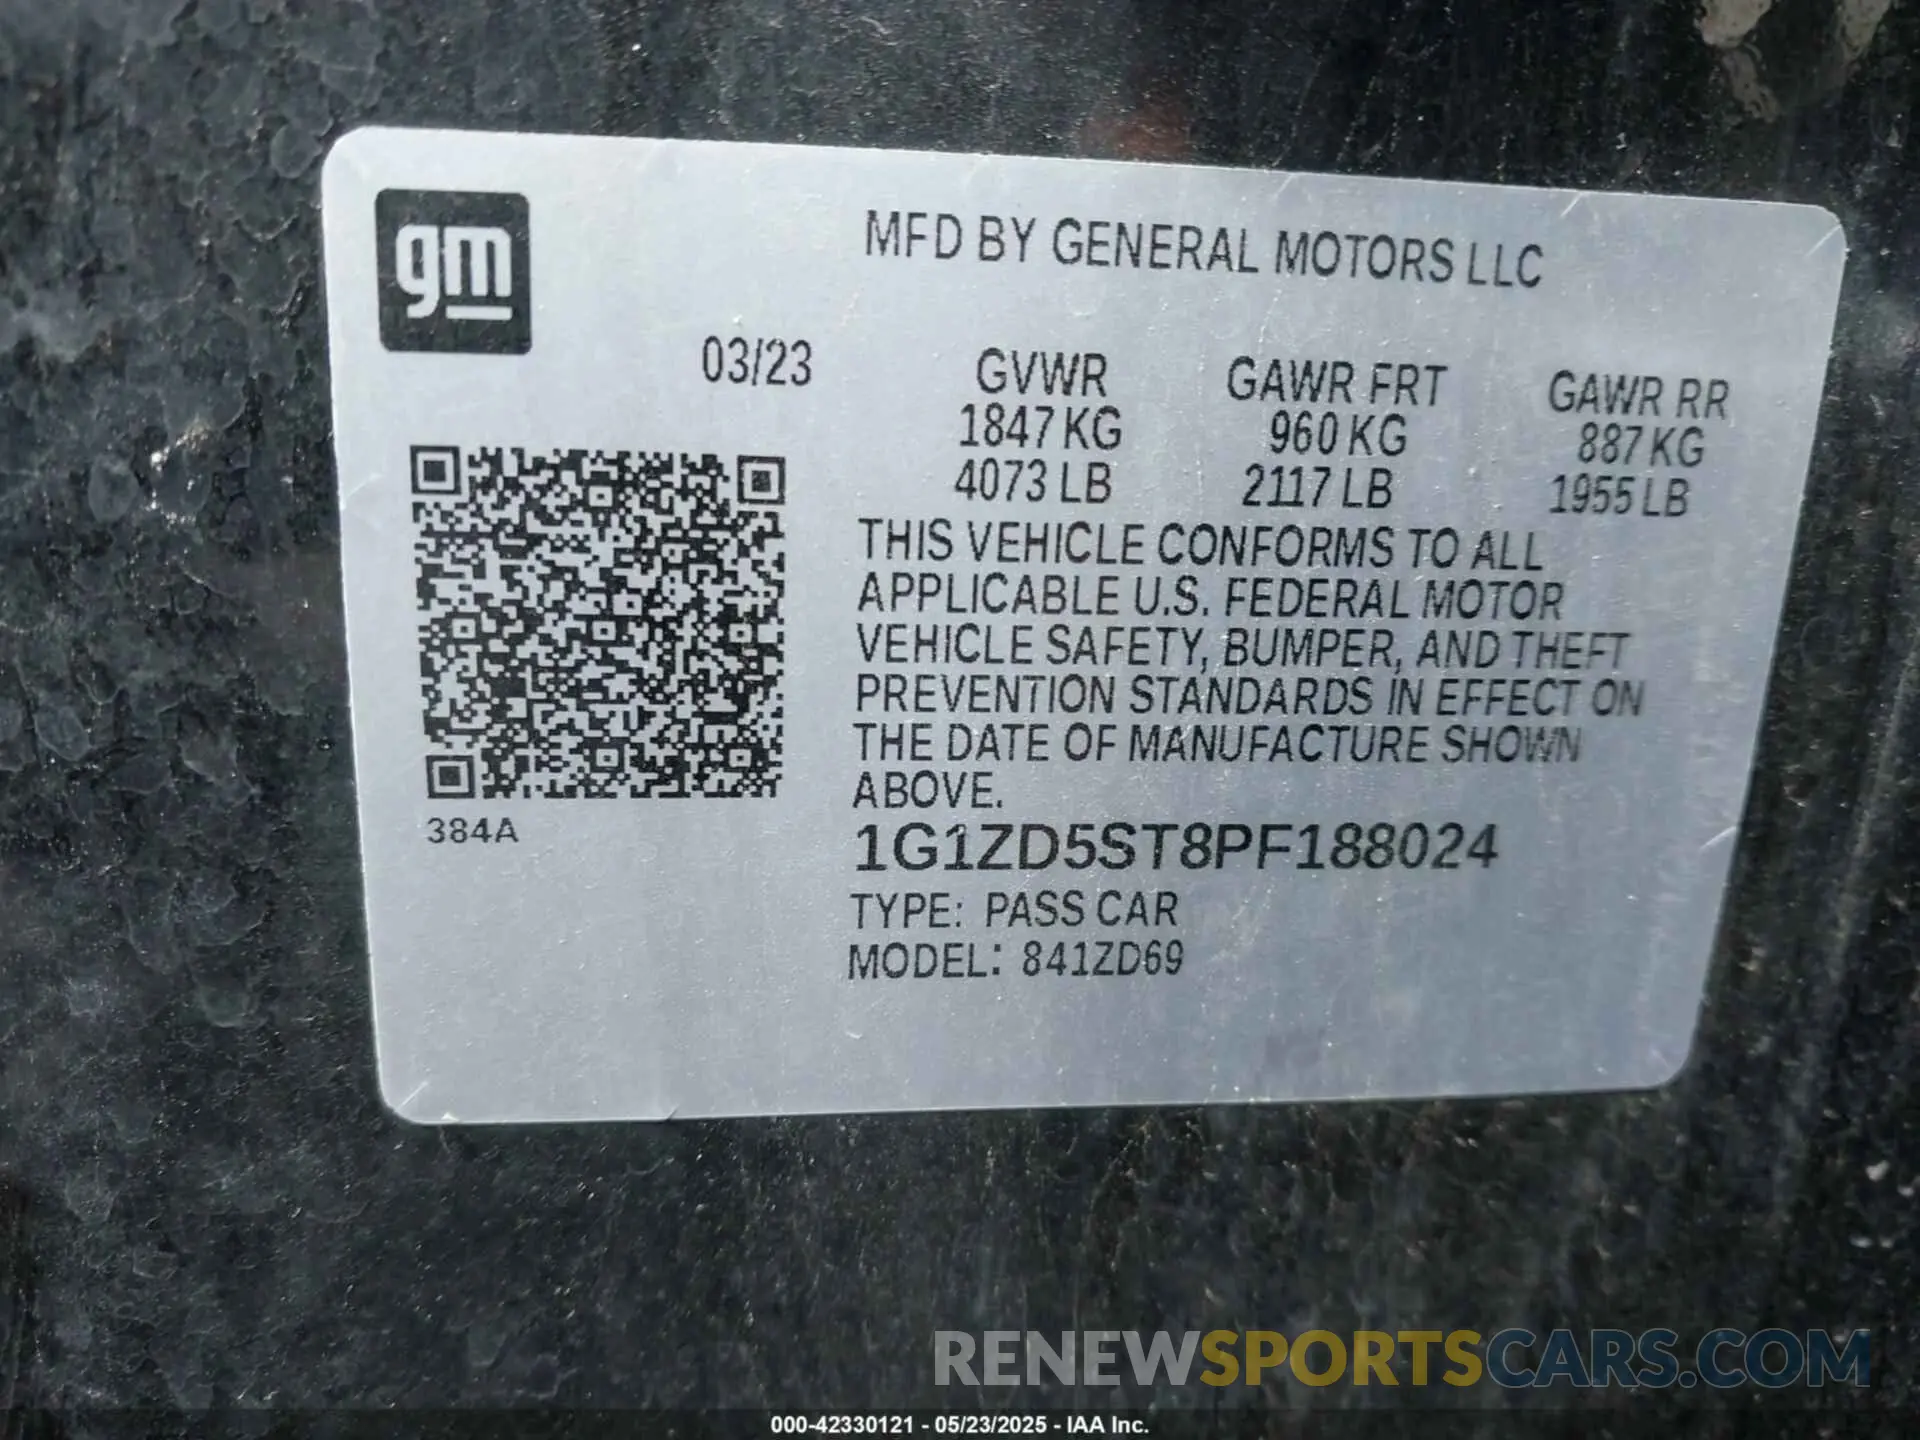 gm
MFD BY GENERAL MOTORS LLC
03/23
GVWR GAWR FRT GAWR RR
1847 KG 960 KG 887 KG
4073 LB 2117 LB 1955 LB
THIS VEHICLE CONFORMS TO ALL
APPLICABLE U.S. FEDERAL MOTOR
VEHICLE SAFETY, BUMPER, AND THEFT
PREVENTION STANDARDS IN EFFECT ON
THE DATE OF MANUFACTURE SHOWN
ABOVE.
384A
1G1ZD5ST8PF188024
TYPE: PASS CAR
MODEL: 841ZD69
RENEWSPORTSCARS.COM
000-42330121 - 05/23/2025 - IAA Inc.